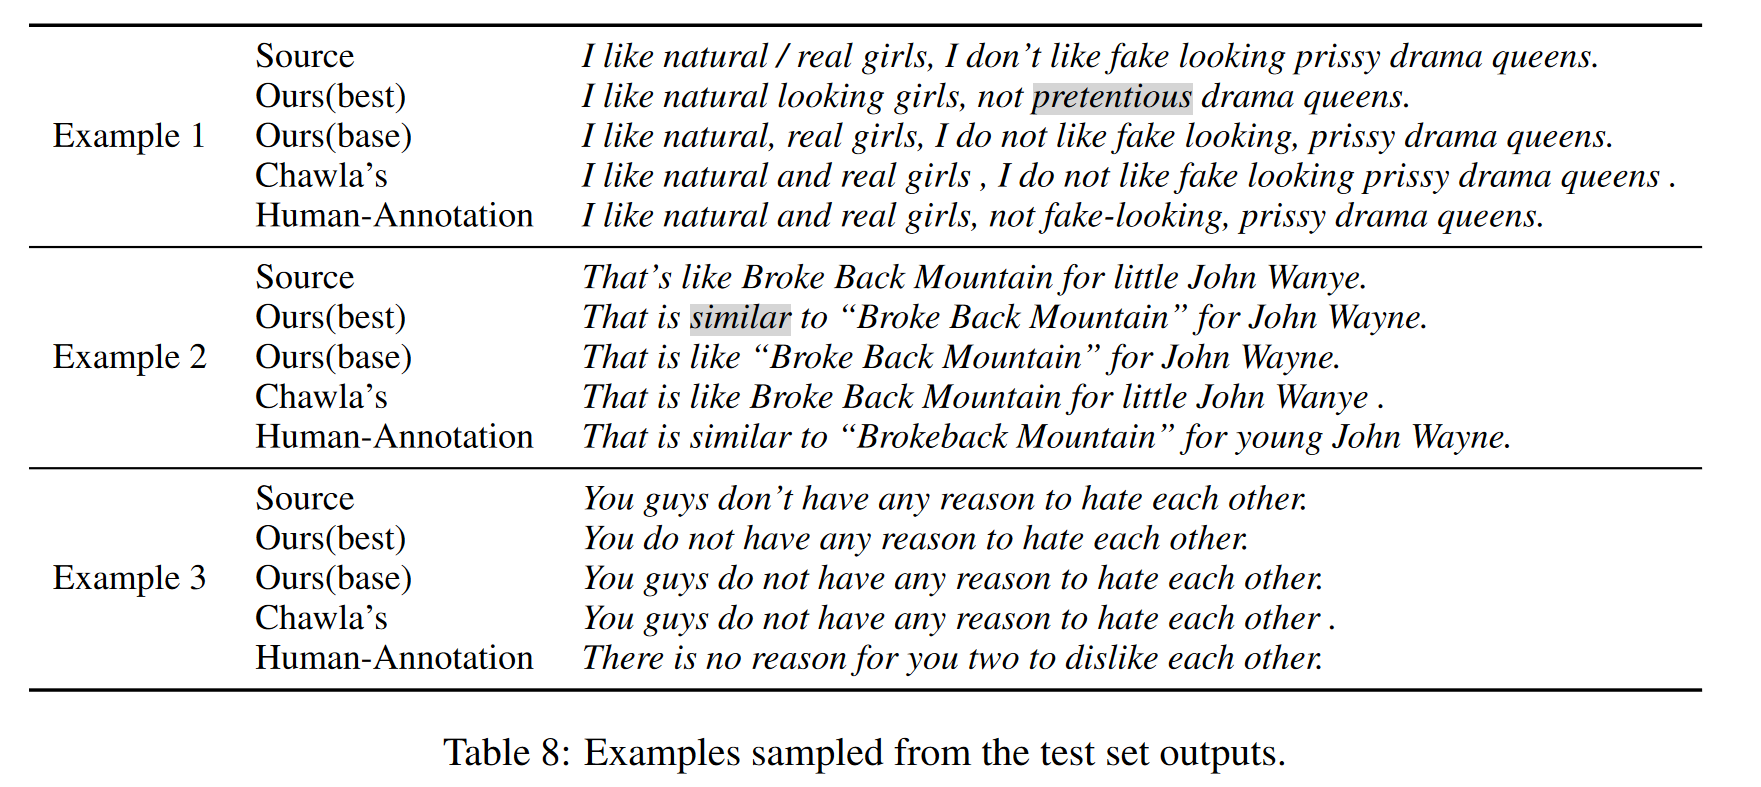 Source I like natural / real girls, I don’t like fake looking prissy drama queens.
Ours(best) I like natural looking girls, not pretentious drama queens.
Example 1 Ours(base) I like natural, real girls, I do not like fake looking, prissy drama queens.
Chawla’s I like natural and real girls , I do not like fake looking prissy drama queens .
Human-Annotation I like natural and real girls, not fake-looking, prissy drama queens.
Source That’s like Broke Back Mountain for little John Wanye.
Ours(best) That is similar to “Broke Back Mountain” for John Wayne.
Example 2 Ours(base) That is like “Broke Back Mountain” for John Wayne.
Chawla’s That is like Broke Back Mountain for little John Wanye .
Human-Annotation That is similar to “Brokeback Mountain” for young John Wayne.
Source You guys don’t have any reason to hate each other.
Ours(best) You do not have any reason to hate each other.
Example 3 Ours(base) You guys do not have any reason to hate each other.
Chawla’s You guys do not have any reason to hate each other .
Human-Annotation There is no reason for you two to dislike each other.
Table 8: Examples sampled from the test set outputs.